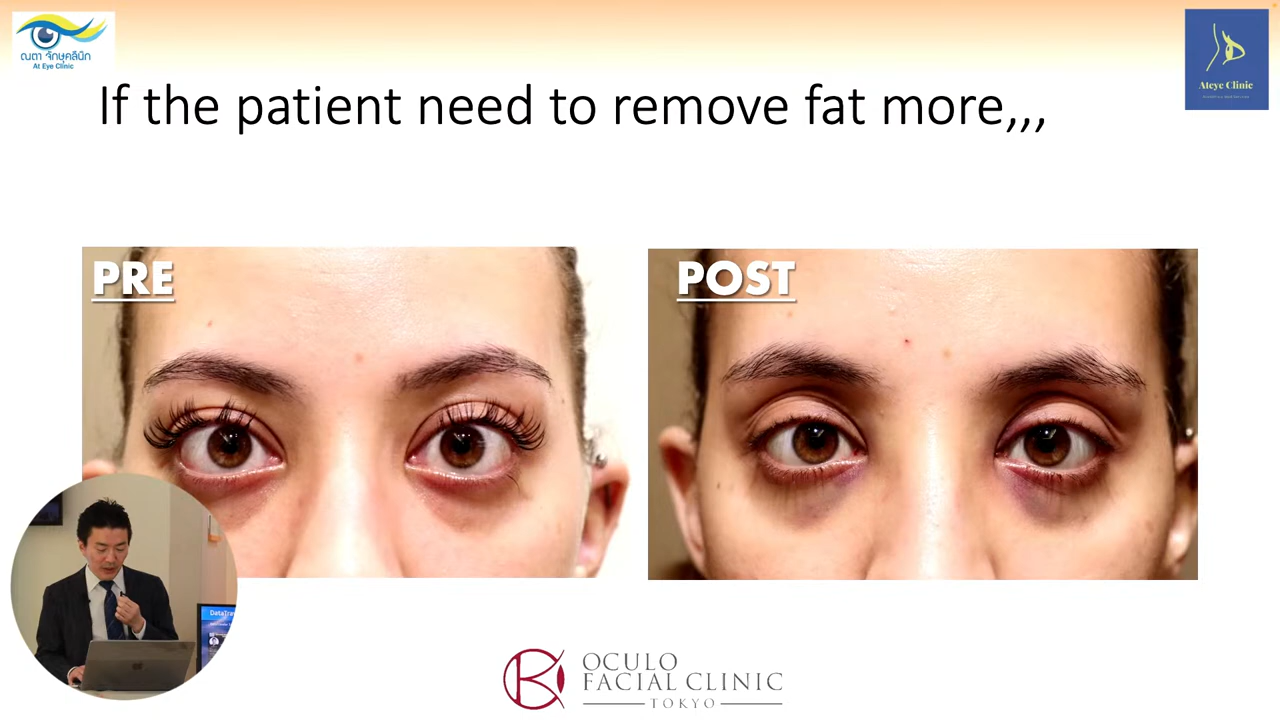 ณตา จักษุคลีนิก
At Eye Clinic
Ateye Clinic
If the patient need to remove fat more,,,
PRE
POST
DataTra
OCULO
FACIAL CLINIC
TOKYO